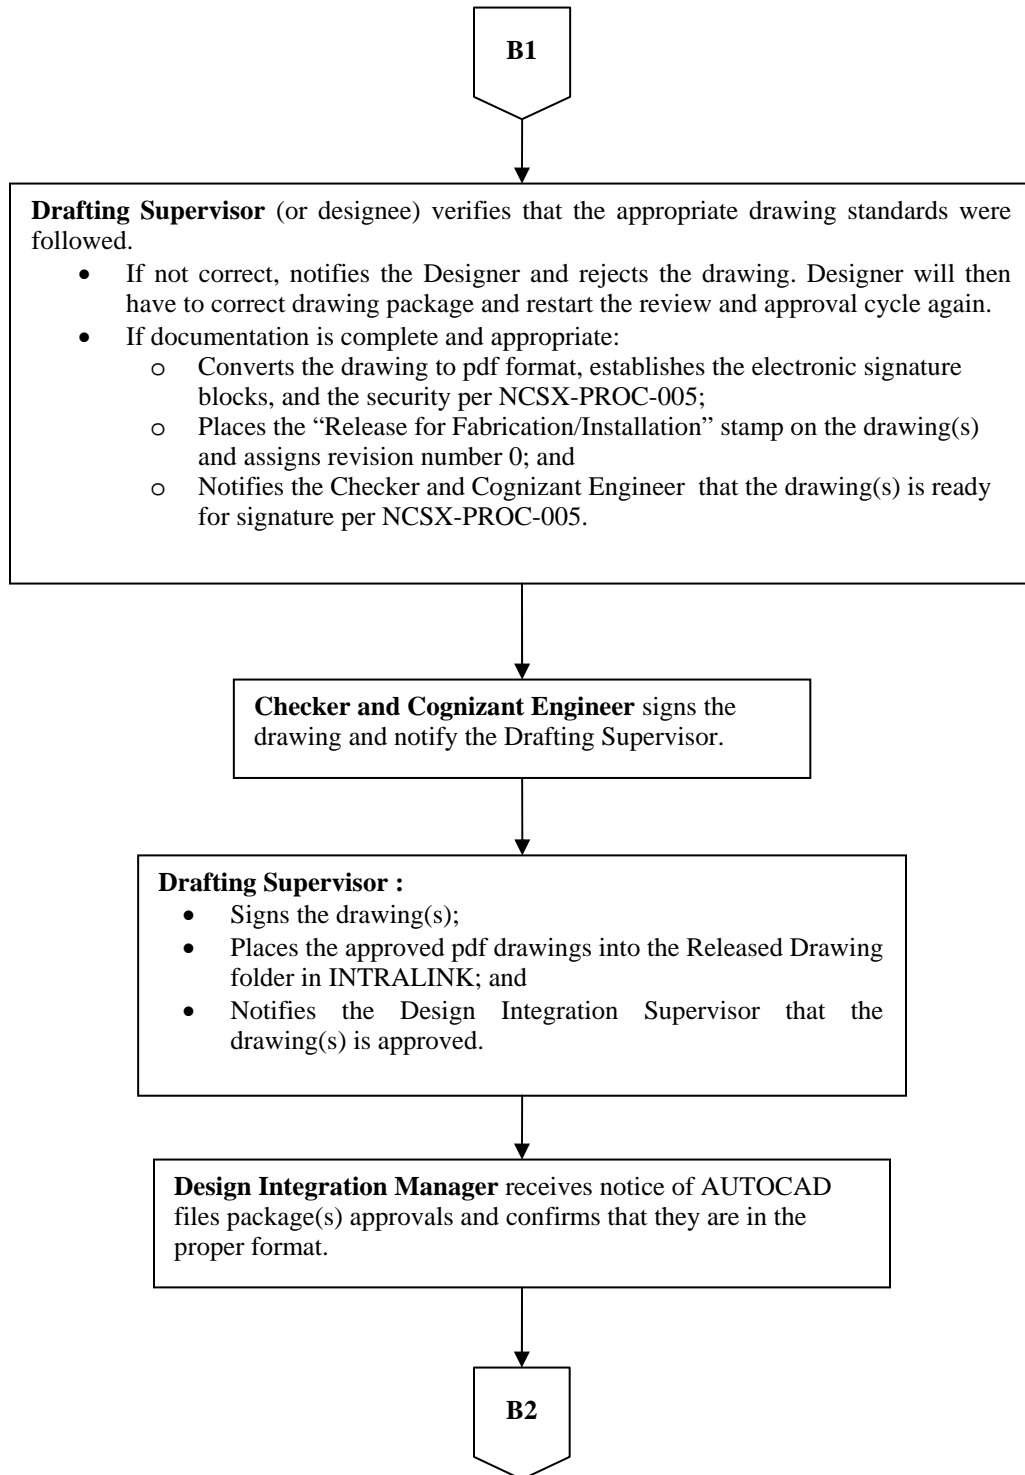 B1
Drafting Supervisor (or designee) verifies that the appropriate drawing standards were
followed.
• If not correct, notifies the Designer and rejects the drawing. Designer will then
have to correct drawing package and restart the review and approval cycle again.
• If documentation is complete and appropriate:
o Converts the drawing to pdf format, establishes the electronic signature
blocks, and the security per NCSX-PROC-005;
o Places the “Release for Fabrication/Installation” stamp on the drawing(s)
and assigns revision number 0; and
o Notifies the Checker and Cognizant Engineer that the drawing(s) is ready
for signature per NCSX-PROC-005.
Checker and Cognizant Engineer signs the
drawing and notify the Drafting Supervisor.
Drafting Supervisor :
• Signs the drawing(s);
• Places the approved pdf drawings into the Released Drawing
folder in INTRALINK; and
• Notifies the Design Integration Supervisor that the
drawing(s) is approved.
Design Integration Manager receives notice of AUTOCAD
files package(s) approvals and confirms that they are in the
proper format.
B2